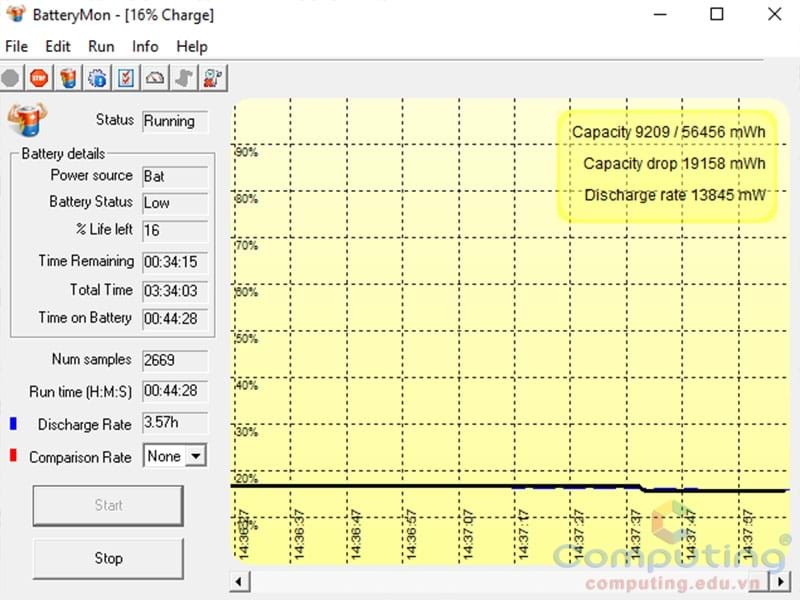 BatteryMon - [16% Charge]
File Edit Run Info Help
STOP
Status Running
Battery details
Power source Bat
Battery Status Low
% Life left 16
Time Remaining 00:34:15
Total Time 03:34:03
Time on Battery 00:44:28
Num samples 2669
Run time (H:M:S) 00:44:28
Discharge Rate 3.57h
Comparison Rate None
Start
Stop
Capacity 9209 / 56456 mWh
Capacity drop 19158 mWh
Discharge rate 13845 mW
90%
80%
70%
60%
50%
40%
30%
20%
10%
14:36:27
14:36:37
14:36:47
14:36:57
14:37:07
14:37:17
14:37:27
14:37:37
14:37:47
14:37:57
Computing®
computing.edu.vn